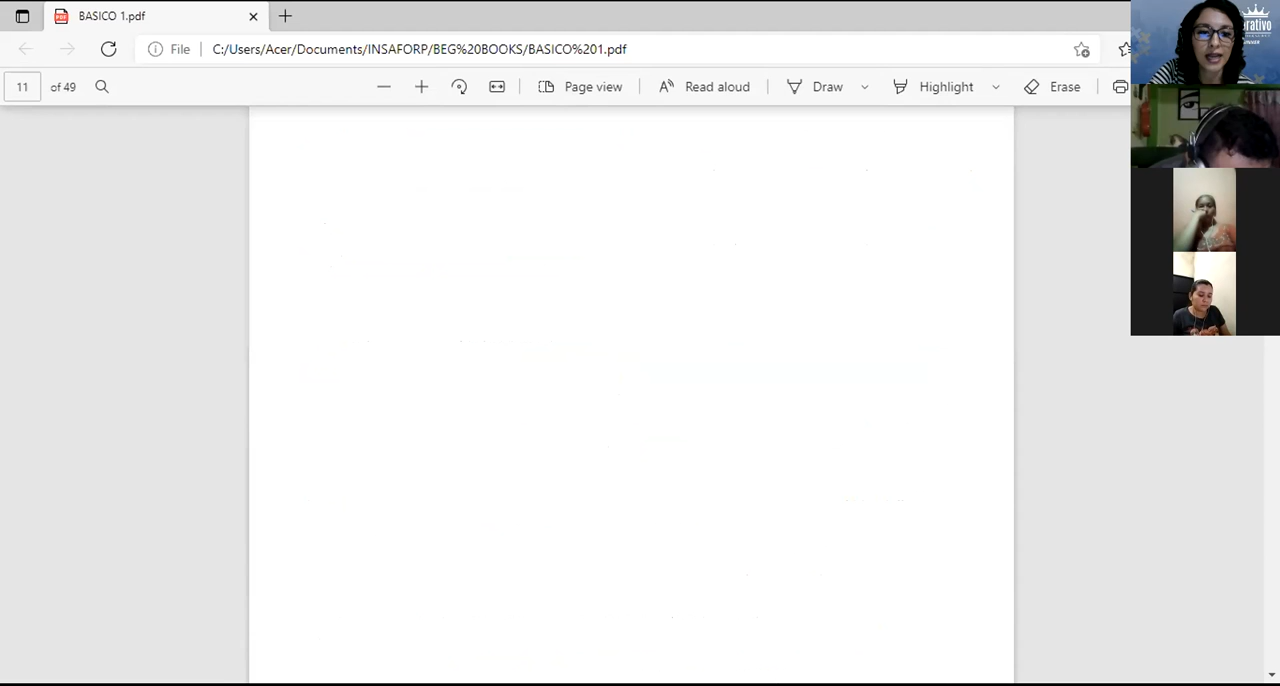 BASICO 1.pdf
File C:/Users/Acer/Documents/INSAFORP/BEG%20BOOKS/BASICO%201.pdf
11 of 49 Page view Read aloud Draw Highlight Erase